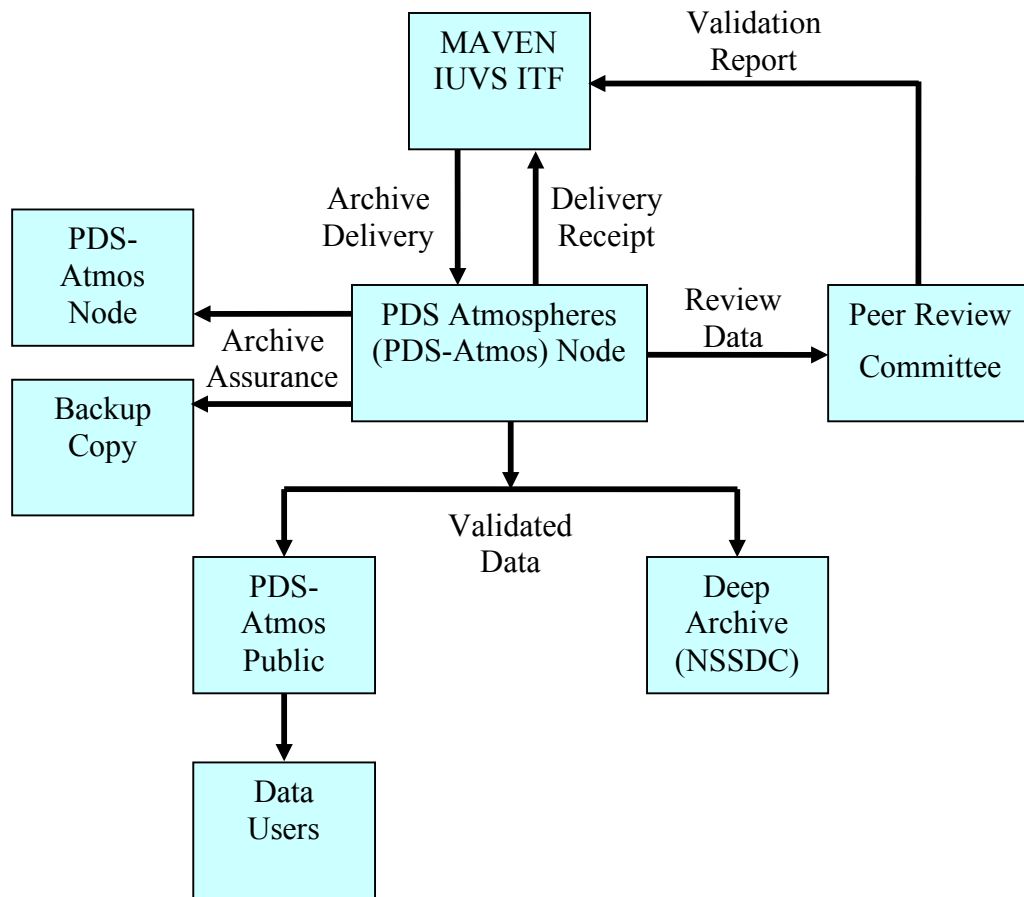 MAVEN
IUVS ITF
Validation
Report
Archive
Delivery
Delivery
Receipt
PDS-
Atmos
Node
PDS Atmospheres
(PDS-Atmos) Node
Review
Data
Peer Review
Committee
Archive
Assurance
Backup
Copy
Validated
Data
PDS-
Atmos
Public
Deep
Archive
(NSSDC)
Data
Users